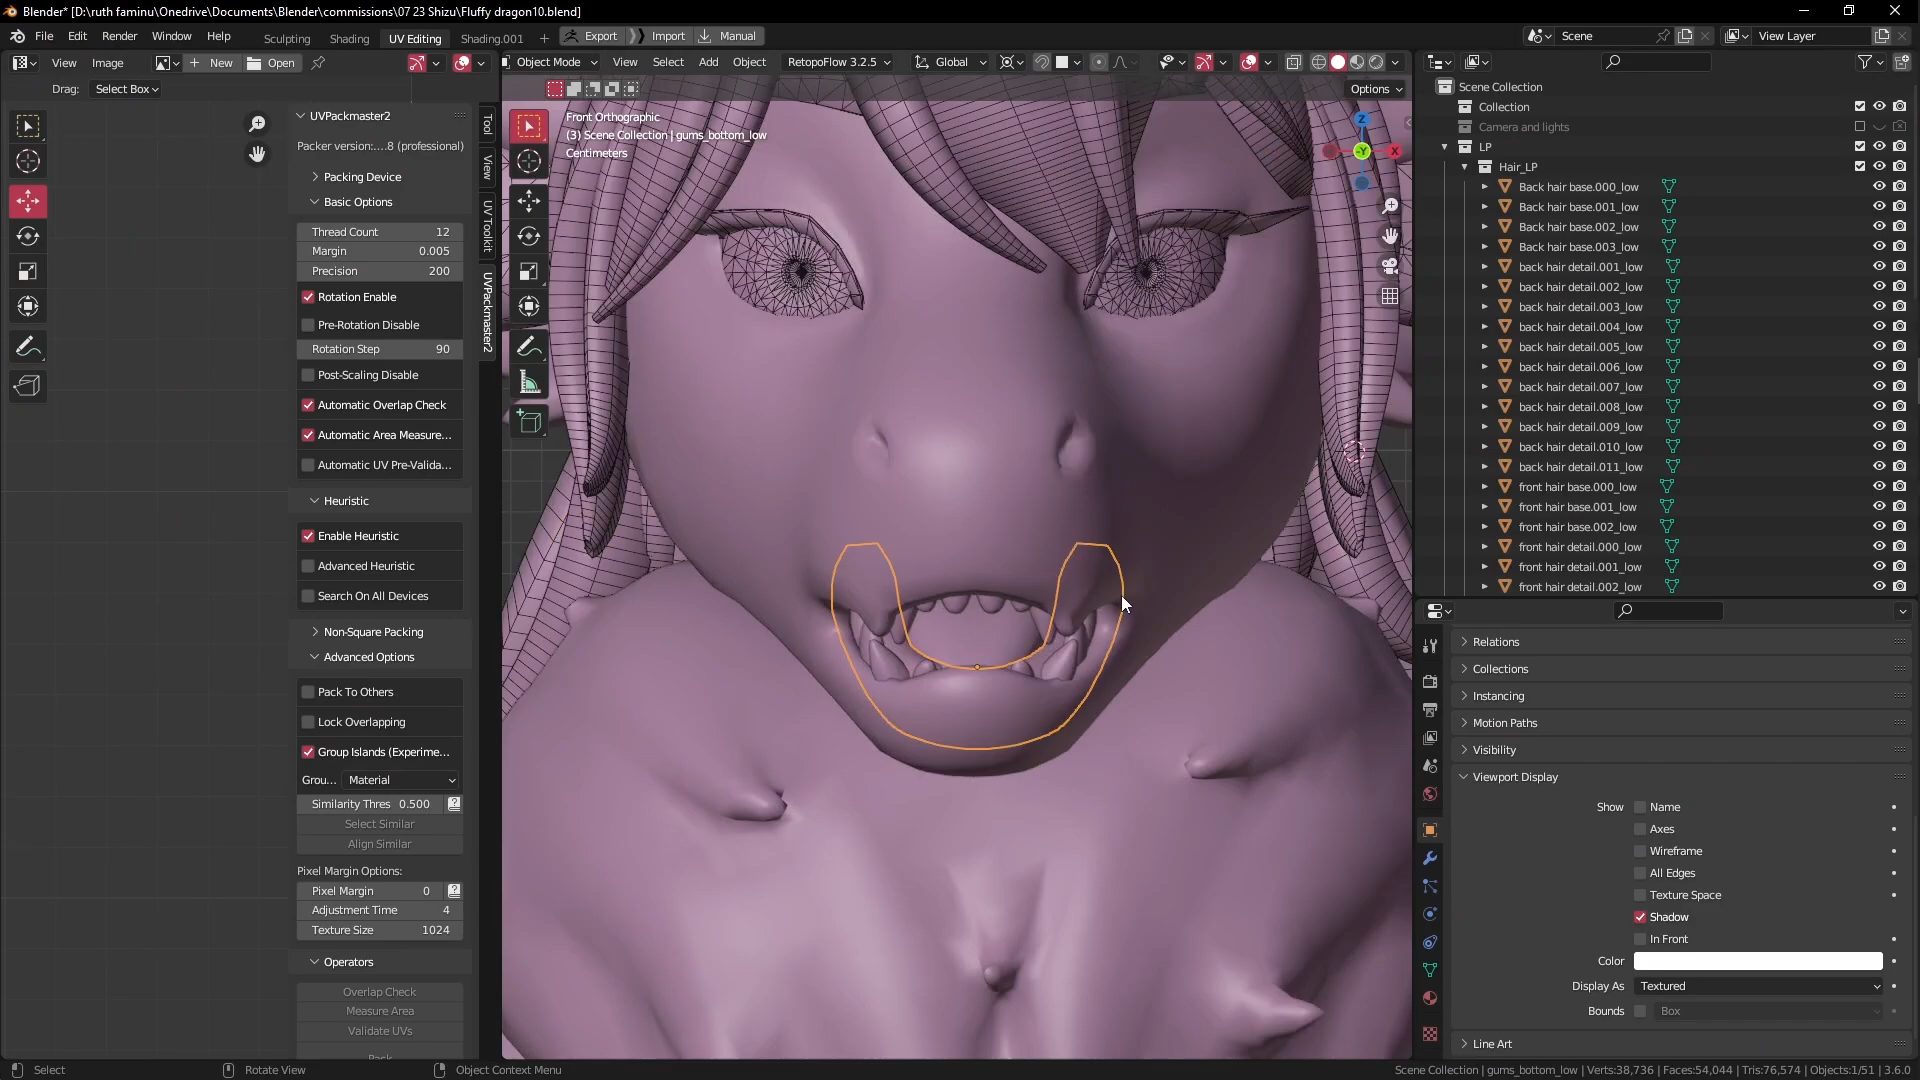 Blender* [D:\ruth faminu\Onedrive\Documents\Blender\commissions\07 23 Shizu\Fluffy dragon10.blend]
File Edit Render Window Help Sculpting Shading UV Editing Shading.001 + Export Import Manual Scene View Layer
View Image New Open Object Mode View Select Add Object RetopoFlow 3.2.5 Global
Drag: Select Box
Options
UVPackmaster2
Packer version:....8 (professional)
Packing Device
Basic Options
Thread Count 12
Margin 0.005
Precision 200
Rotation Enable
Pre-Rotation Disable
Rotation Step 90
Post-Scaling Disable
Automatic Overlap Check
Automatic Area Measure...
Automatic UV Pre-Valida...
Heuristic
Enable Heuristic
Advanced Heuristic
Search On All Devices
Non-Square Packing
Advanced Options
Pack To Others
Lock Overlapping
Group Islands (Experime...
Grou... Material
Similarity Thres 0.500
Select Similar
Align Similar
Pixel Margin Options:
Pixel Margin 0
Adjustment Time 4
Texture Size 1024
Operators
Overlap Check
Measure Area
Validate UVs
Pack
Tool
View
UV Toolkit
UVPackmaster2
Front Orthographic
(3) Scene Collection | gums_bottom_low
Centimeters
Z
X
-Y
Scene Collection
Collection
Camera and lights
LP
Hair_LP
Back hair base.000_low
Back hair base.001_low
Back hair base.002_low
Back hair base.003_low
back hair detail.001_low
back hair detail.002_low
back hair detail.003_low
back hair detail.004_low
back hair detail.005_low
back hair detail.006_low
back hair detail.007_low
back hair detail.008_low
back hair detail.009_low
back hair detail.010_low
back hair detail.011_low
front hair base.000_low
front hair base.001_low
front hair base.002_low
front hair detail.000_low
front hair detail.001_low
front hair detail.002_low
Relations
Collections
Instancing
Motion Paths
Visibility
Viewport Display
Show Name
Axes
Wireframe
All Edges
Texture Space
Shadow
In Front
Color
Display As Textured
Bounds Box
Line Art
Select Rotate View Object Context Menu Scene Collection | gums_bottom_low | Verts:38,736 | Faces:54,044 | Tris:76,574 | Objects:1/51 | 3.6.0